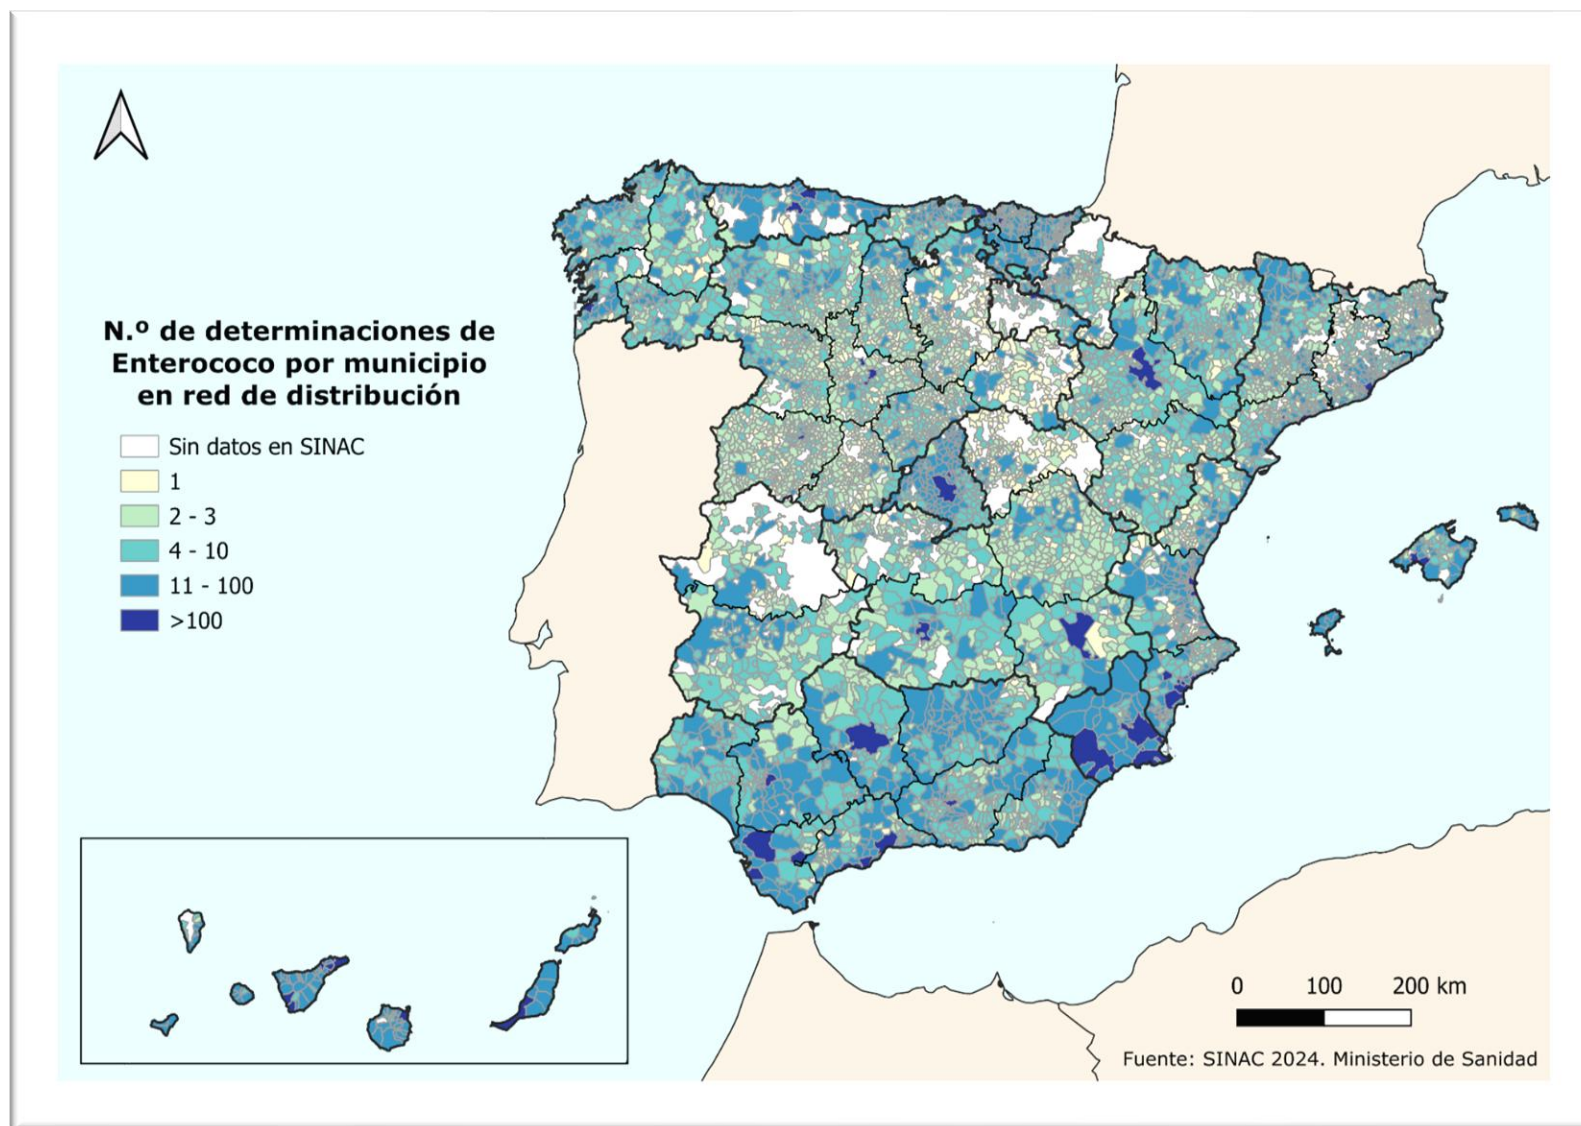 N.º de determinaciones de
Enterococo por municipio
en red de distribución
Sin datos en SINAC
1
2 - 3
4 - 10
11 - 100
>100
0 100 200 km
Fuente: SINAC 2024. Ministerio de Sanidad